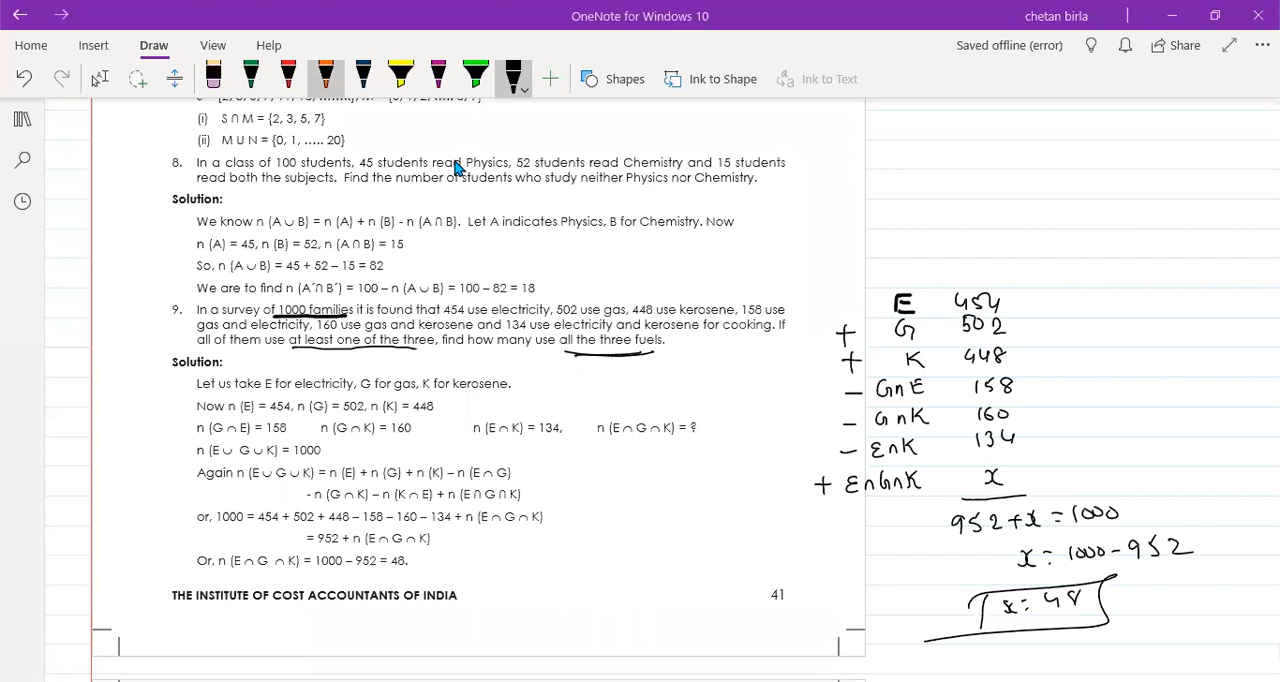 OneNote for Windows 10
chetan birla
Home Insert Draw View Help
Saved offline (error) Share
Shapes Ink to Shape Ink to Text
(i) S ∩ M = {2, 3, 5, 7}
(ii) M U N = {0, 1, ….. 20}
8. In a class of 100 students, 45 students read Physics, 52 students read Chemistry and 15 students
read both the subjects. Find the number of students who study neither Physics nor Chemistry.
Solution:
We know n (A ∪ B) = n (A) + n (B) - n (A ∩ B). Let A indicates Physics, B for Chemistry. Now
n (A) = 45, n (B) = 52, n (A ∩ B) = 15
So, n (A ∪ B) = 45 + 52 – 15 = 82
We are to find n (A´∩ B´) = 100 – n (A ∪ B) = 100 – 82 = 18
9. In a survey of 1000 families it is found that 454 use electricity, 502 use gas, 448 use kerosene, 158 use
gas and electricity, 160 use gas and kerosene and 134 use electricity and kerosene for cooking. If
all of them use at least one of the three, find how many use all the three fuels.
Solution:
Let us take E for electricity, G for gas, K for kerosene.
Now n (E) = 454, n (G) = 502, n (K) = 448
n (G ∩ E) = 158 n (G ∩ K) = 160 n (E ∩ K) = 134, n (E ∩ G ∩ K) = ?
n (E ∪ G ∪ K) = 1000
Again n (E ∪ G ∪ K) = n (E) + n (G) + n (K) – n (E ∩ G)
- n (G ∩ K) – n (K ∩ E) + n (E ∩ G ∩ K)
or, 1000 = 454 + 502 + 448 – 158 – 160 – 134 + n (E ∩ G ∩ K)
= 952 + n (E ∩ G ∩ K)
Or, n (E ∩ G ∩ K) = 1000 – 952 = 48.
THE INSTITUTE OF COST ACCOUNTANTS OF INDIA 41
E 454
+ G 502
+ K 448
– G∩E 158
– G∩K 160
– E∩K 134
+ E∩G∩K x
952 + x = 1000
x = 1000 - 952
x = 48